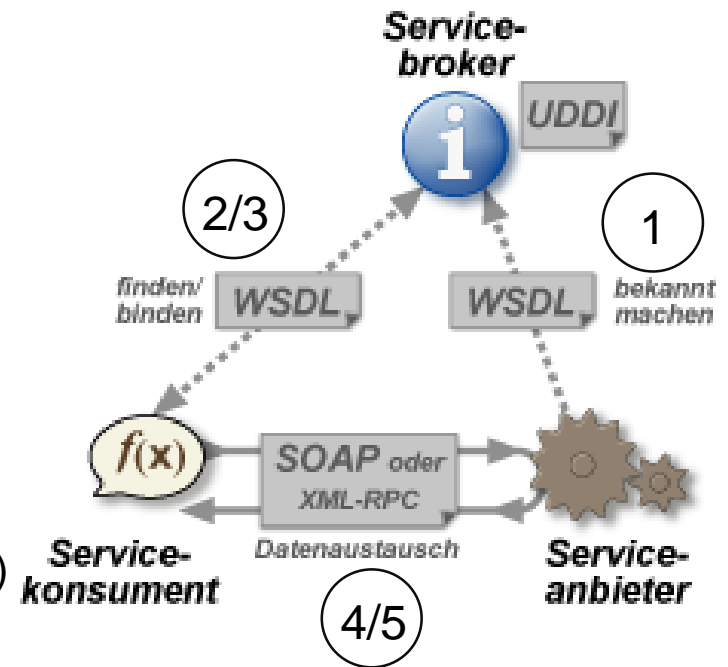 Service-
broker
UDDI
2/3
1
finden/
binden
WSDL
WSDL
bekannt
machen
f(x)
SOAP oder
XML-RPC
Datenaustausch
)
Service-
konsument
Service-
anbieter
4/5